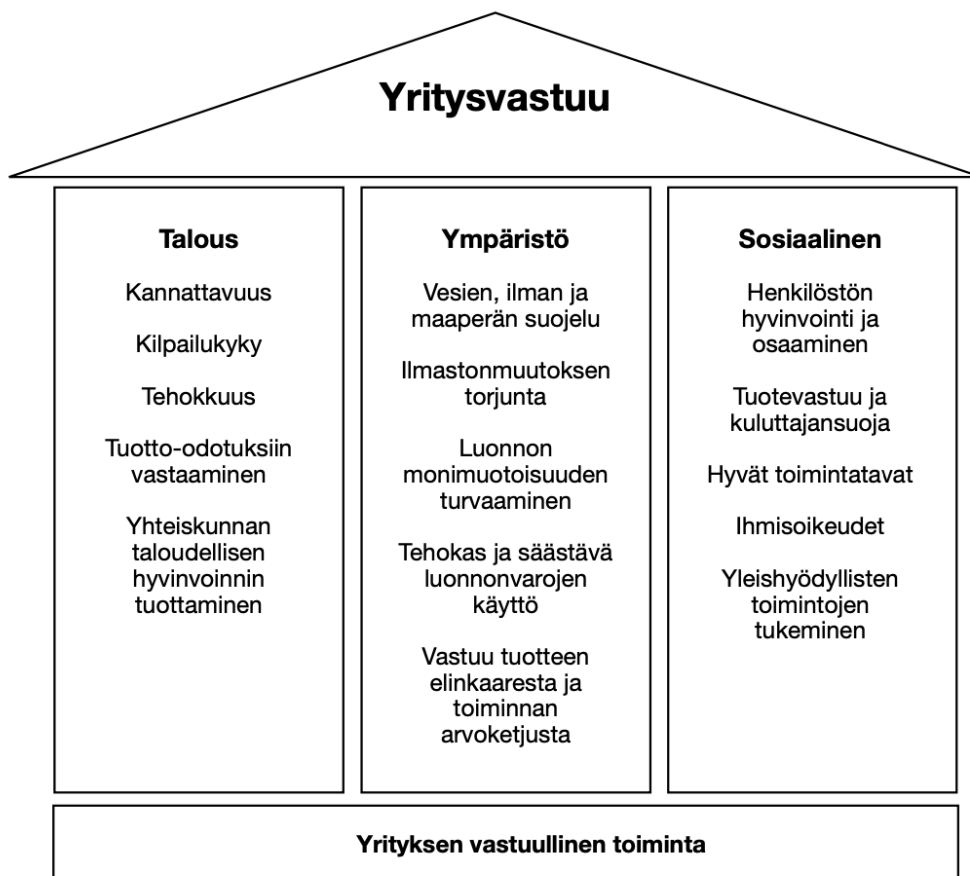 Yritysvastuu
Talous
Kannattavuus
Kilpailukyky
Tehokkuus
Tuotto-odotuksiin
vastaaminen
Yhteiskunnan
taloudellisen
hyvinvoinnin
tuottaminen
Ympäristö
Vesien, ilman ja
maaperän suojelu
Ilmastonmuutoksen
torjunta
Luonnon
monimuotoisuuden
turvaaminen
Tehokas ja säästävä
luonnonvarojen
käyttö
Vastuu tuotteen
elinkaaresta ja
toiminnan
arvoketjusta
Sosiaalinen
Henkilöstön
hyvinvointi ja
osaaminen
Tuotevastuu ja
kuluttajansuoja
Hyvät toimintatavat
Ihmisoikeudet
Yleishyödyllisten
toimintojen
tukeminen
Yrityksen vastuullinen toiminta